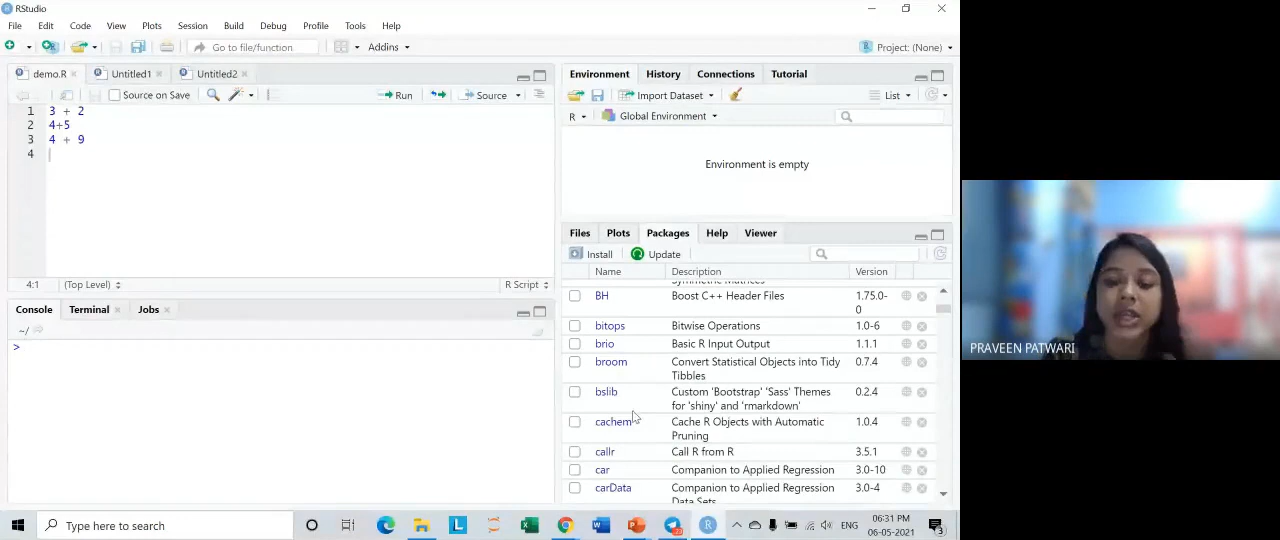 RStudio
File Edit Code View Plots Session Build Debug Profile Tools Help
Go to file/function Addins Project: (None)
demo.R Untitled1 Untitled2
Source on Save Run Source
1 3 + 2
2 4+5
3 4 + 9
4
4:1 (Top Level) R Script
Console Terminal Jobs
~/
>
Environment History Connections Tutorial
Import Dataset List
R Global Environment
Environment is empty
Files Plots Packages Help Viewer
Install Update
Name Description Version
Symmetric Matrices
BH Boost C++ Header Files 1.75.0-
0
bitops Bitwise Operations 1.0-6
brio Basic R Input Output 1.1.1
broom Convert Statistical Objects into Tidy 0.7.4
Tibbles
bslib Custom 'Bootstrap' 'Sass' Themes 0.2.4
for 'shiny' and 'rmarkdown'
cachem Cache R Objects with Automatic 1.0.4
Pruning
callr Call R from R 3.5.1
car Companion to Applied Regression 3.0-10
carData Companion to Applied Regression 3.0-4
Data Sets
PRAVEEN PATWARI
Type here to search
ENG
06:31 PM
06-05-2021
3